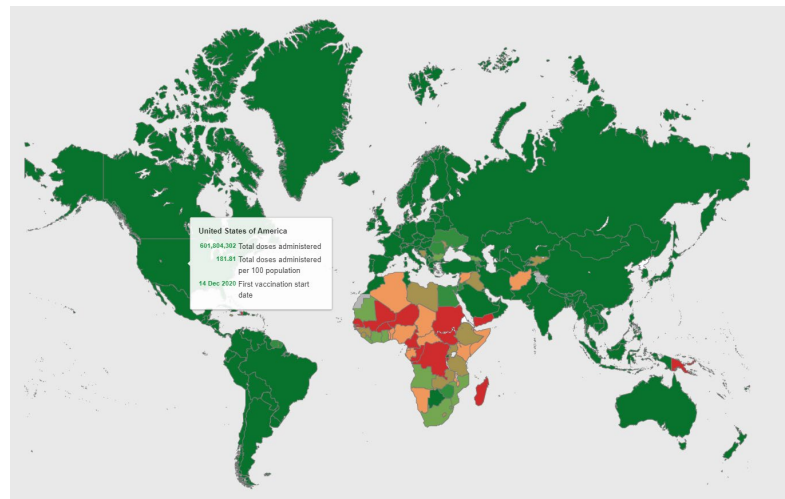 United States of America
601,804,302 Total doses administered
181.81 Total doses administered
per 100 population
14 Dec 2020 First vaccination start
date